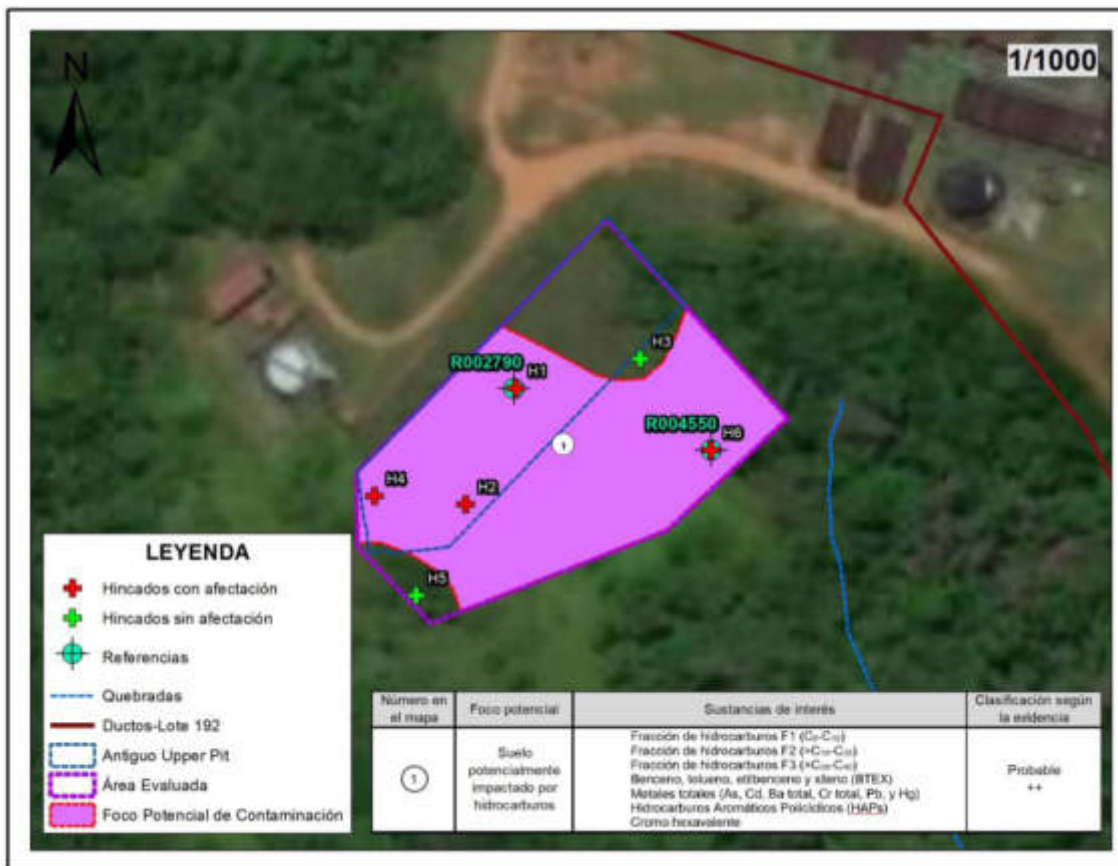 N
1/1000
R002790
H1
H3
R004550
H6
1
H4
H2
H5
LEYENDA
Hincados con afectación
Hincados sin afectación
Referencias
Quebradas
Ductos-Lote 192
Antiguo Upper Pit
Área Evaluada
Foco Potencial de Contaminación
Número en
el mapa
Foco potencial
Sustancias de interés
Clasificación según
la evidencia
1
Suelo
potencialmente
impactado por
hidrocarburos
Fracción de hidrocarburos F1
Fracción de hidrocarburos F2
Fracción de hidrocarburos F3
Benceno, tolueno, etilbenceno y xileno (BTEX)
Metales totales (As, Cd, Ba total, Cr total, Pb, y Hg)
Hidrocarburos Aromáticos Policíclicos (HAPs)
Cromo hexavalente
Probable
++